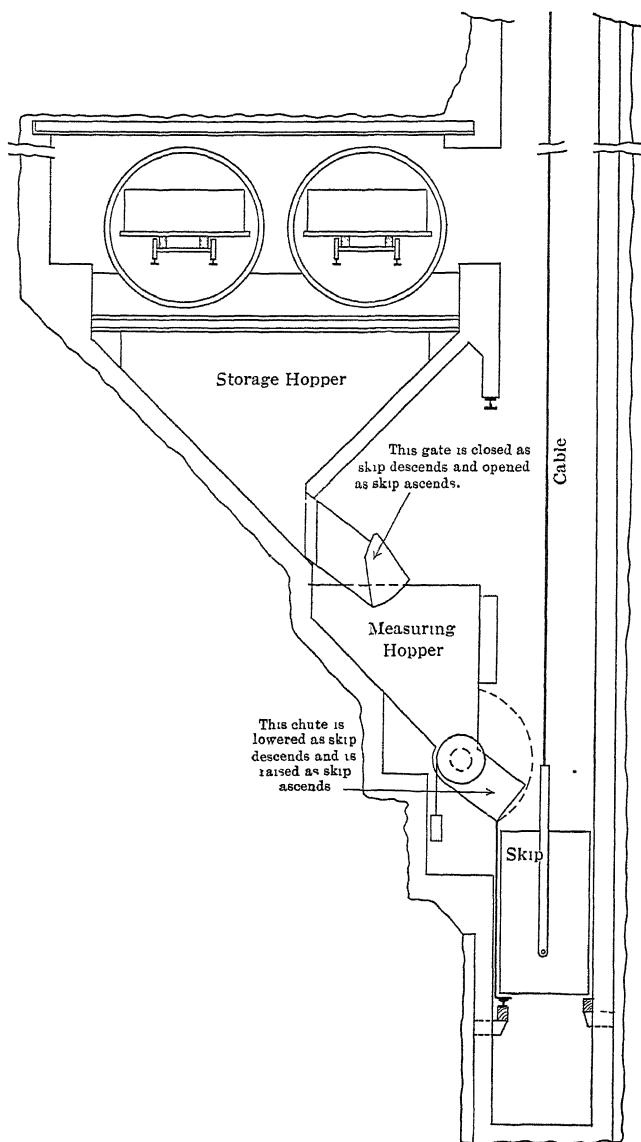 Storage Hopper
This gate is closed as
skip descends and opened
as skip ascends.
Cable
Measuring
Hopper
This chute is
lowered as skip
descends and is
raised as skip
ascends
Skip